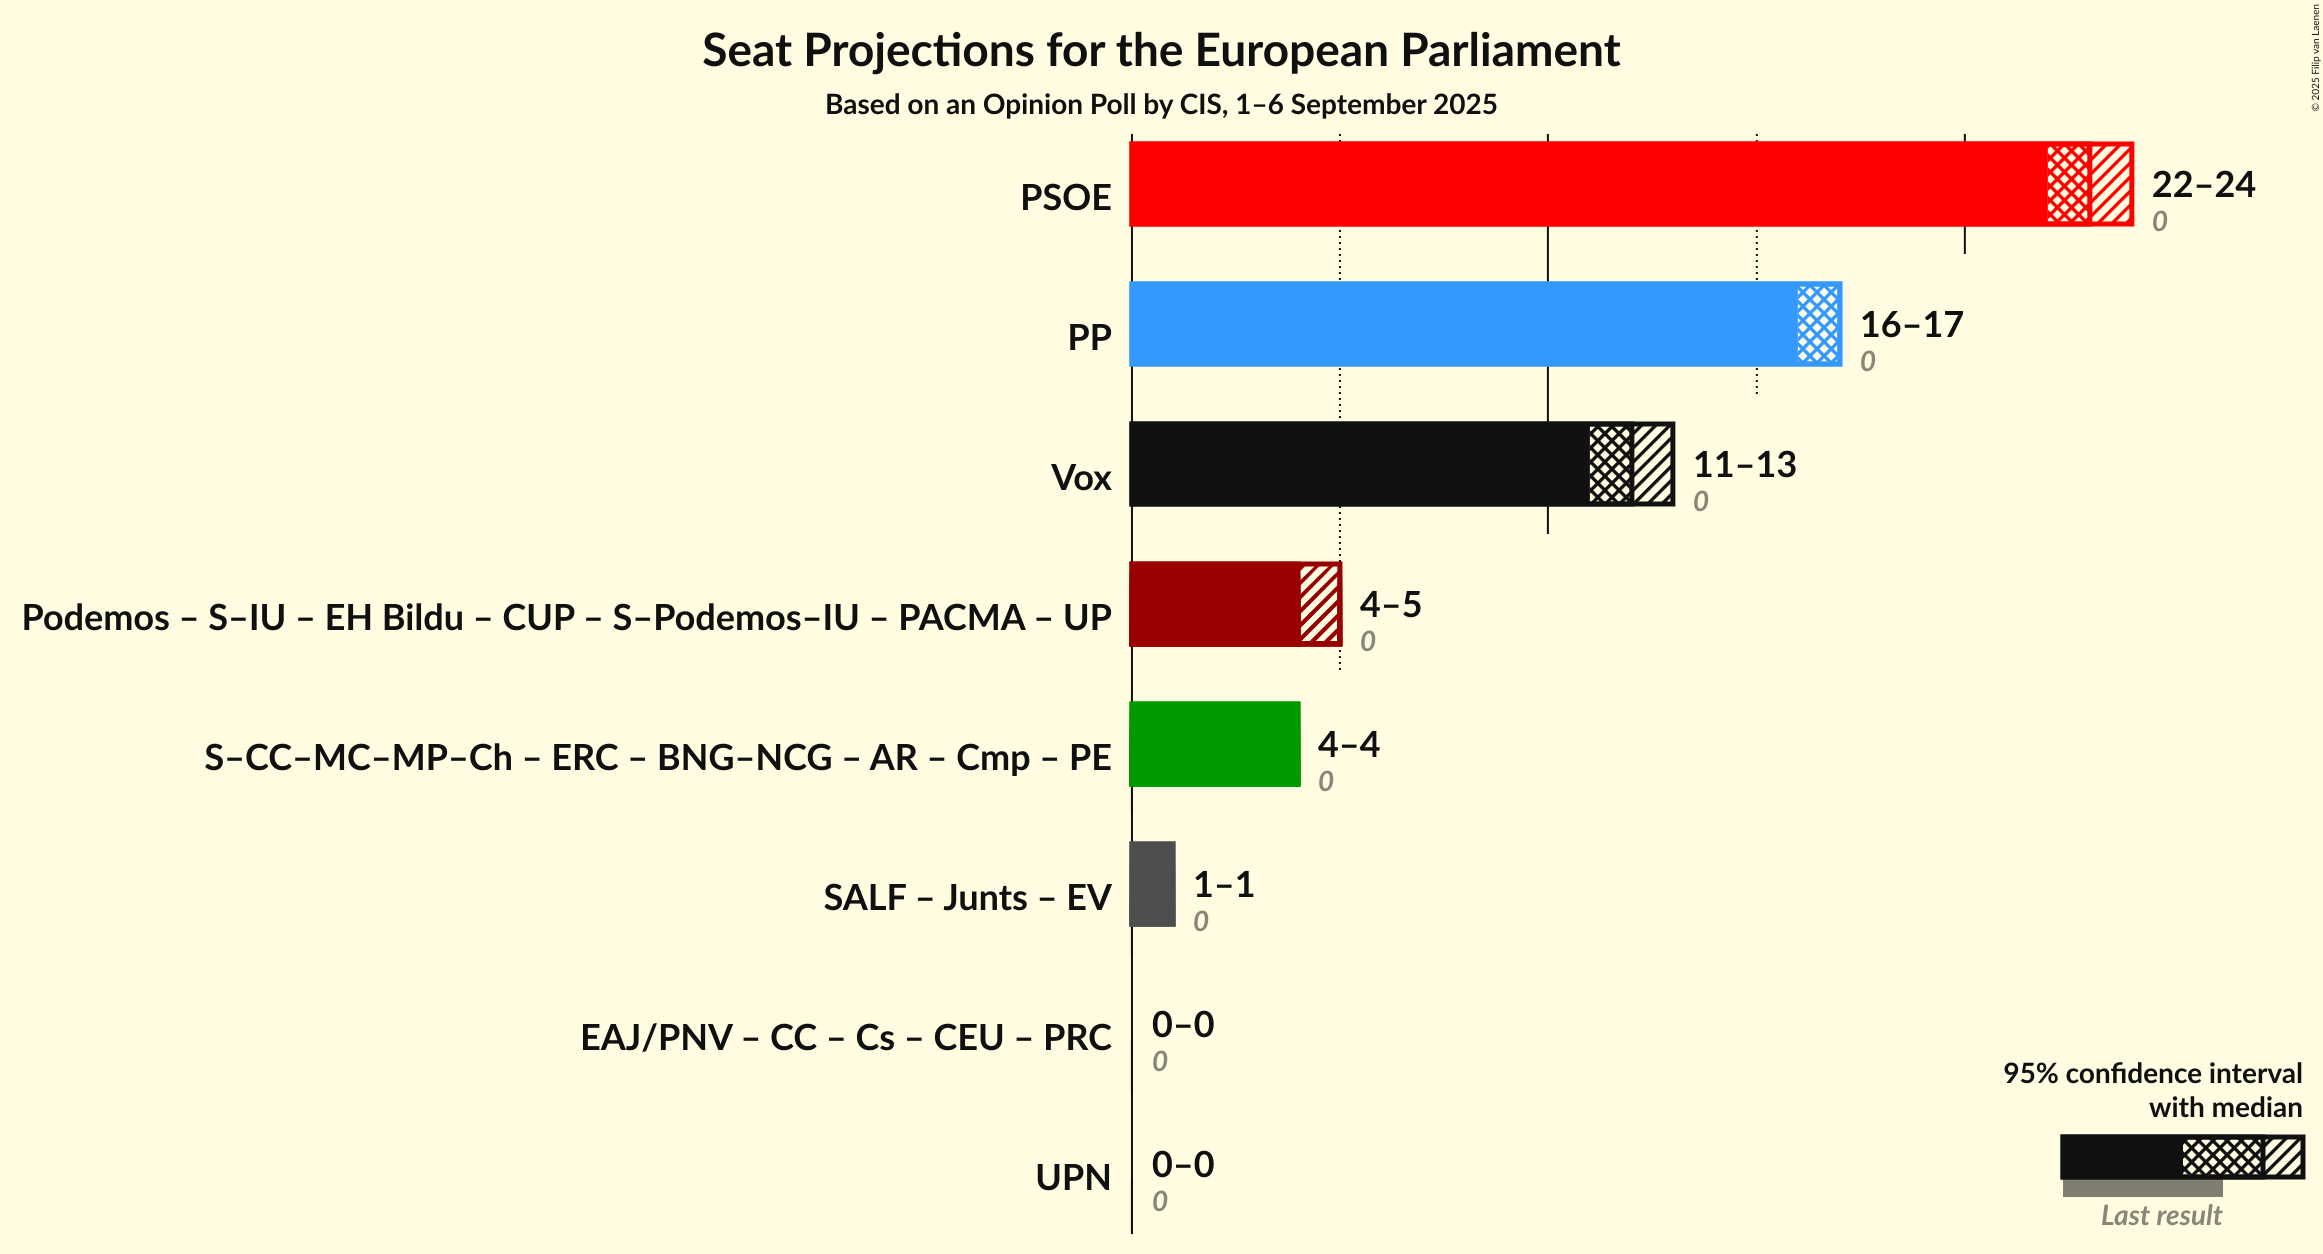 Seat Projections for the European Parliament
Based on an Opinion Poll by CIS, 1–6 September 2025
© 2025 Filip van Laenen
PSOE
22–24
0
PP
16–17
0
Vox
11–13
0
Podemos – S–IU – EH Bildu – CUP – S–Podemos–IU – PACMA – UP
4–5
0
S–CC–MC–MP–Ch – ERC – BNG–NCG – AR – Cmp – PE
4–4
0
SALF – Junts – EV
1–1
0
EAJ/PNV – CC – Cs – CEU – PRC
0–0
0
UPN
0–0
0
95% confidence interval
with median
Last result